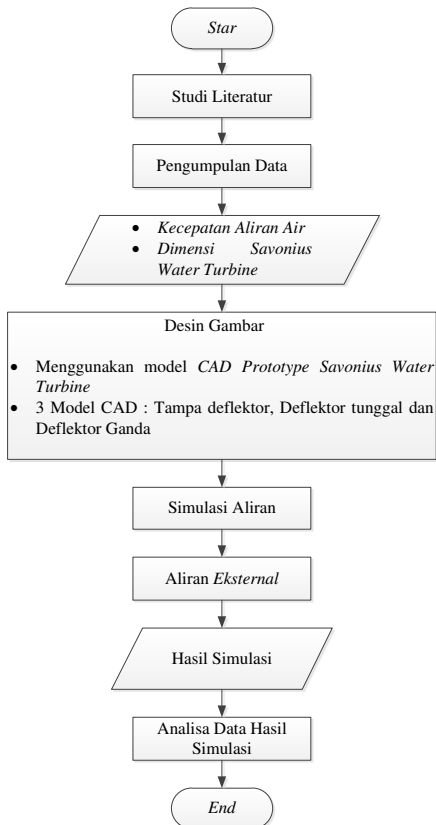 Star
Studi Literatur
Pengumpulan Data
• Kecepatan Aliran Air
• Dimensi Savonius
Water Turbine
Desin Gambar
• Menggunakan model CAD Prototype Savonius Water
Turbine
• 3 Model CAD : Tampa deflektor, Deflektor tunggal dan
Deflektor Ganda
Simulasi Aliran
Aliran Eksternal
Hasil Simulasi
Analisa Data Hasil
Simulasi
End